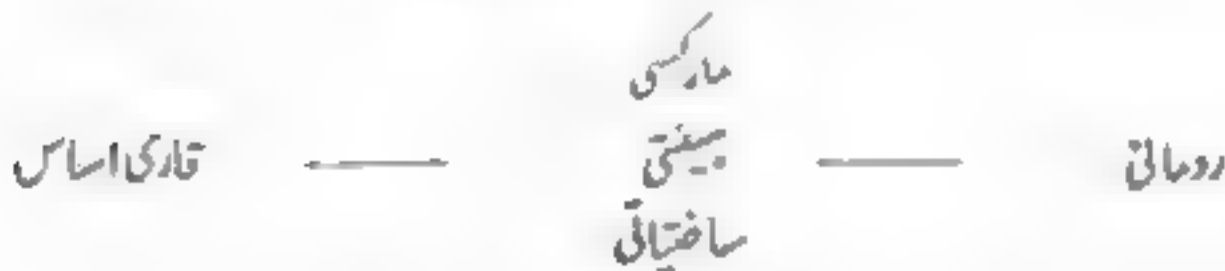 مارکسی
رومانی — ہیئتی — قاری اساس
ساختیاتی